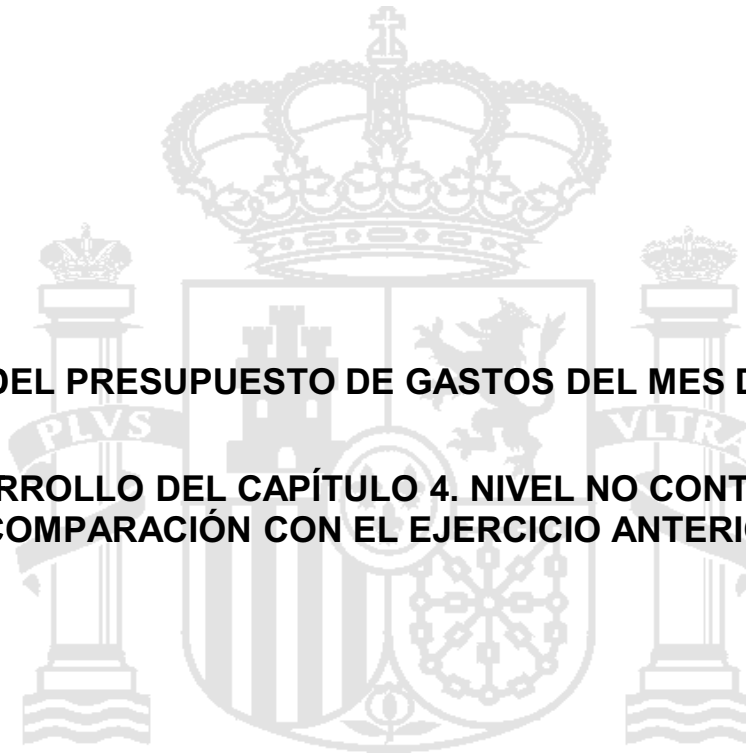 DEL PRESUPUESTO DE GASTOS DEL MES D
PLVS
VLTRA
RROLLO DEL CAPÍTULO 4. NIVEL NO CONT
COMPARACIÓN CON EL EJERCICIO ANTERI